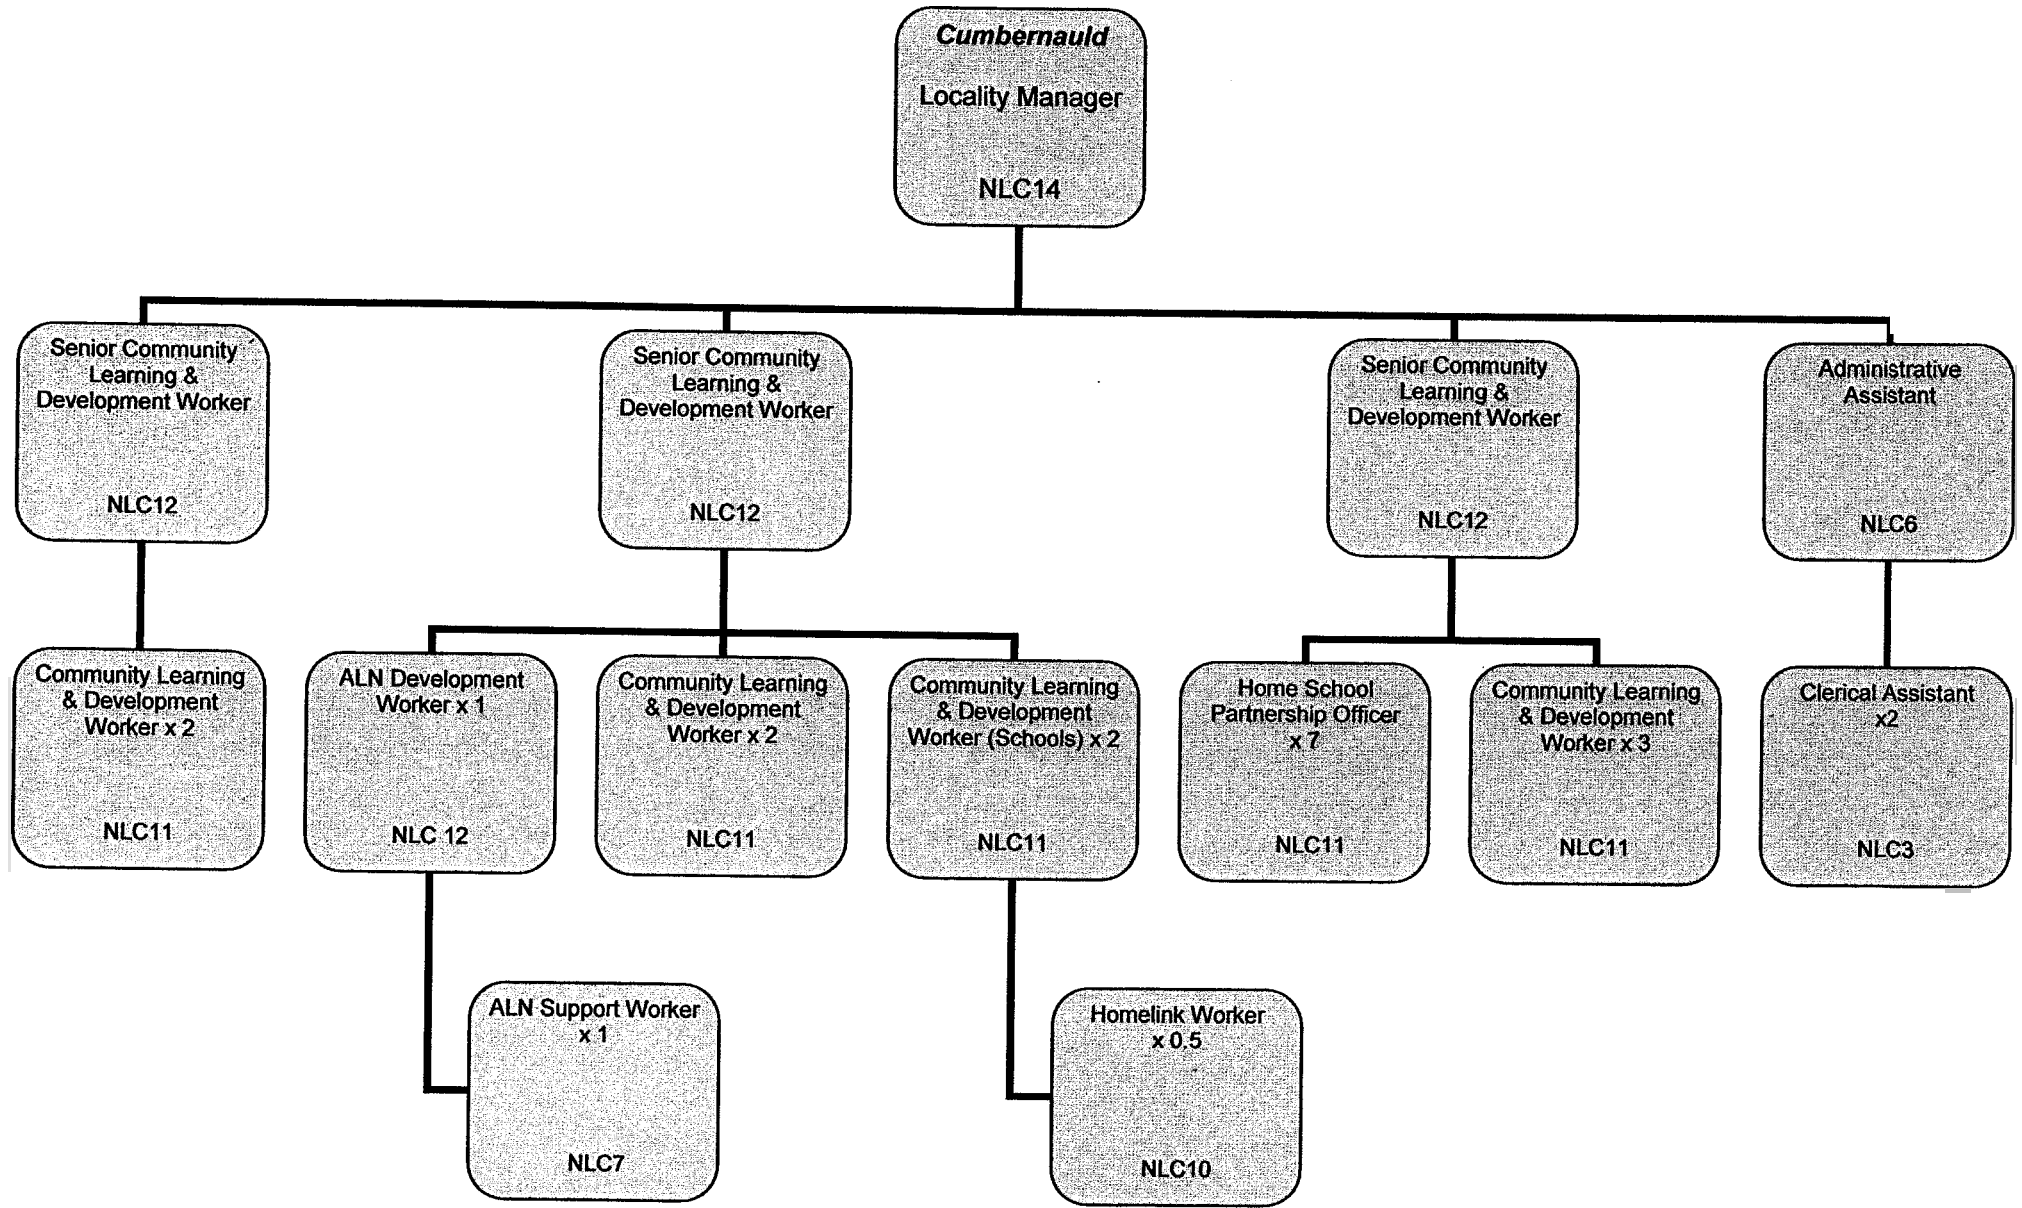 Cumbernauld
Locality Manager
NLC14
Senior Community
Learning &
Development Worker
NLC12
Senior Community
Learning &
Development Worker
NLC12
Senior Community
Learning &
Development Worker
NLC12
Administrative
Assistant
NLC6
Community Learning
& Development
Worker x 2
NLC11
ALN Development
Worker x 1
NLC 12
Community Learning
& Development
Worker x 2
NLC11
Community Learning
& Development
Worker (Schools) x 2
NLC11
Home School
Partnership Officer
x 7
NLC11
Community Learning
& Development
Worker x 3
NLC11
Clerical Assistant
x2
NLC3
ALN Support Worker
x 1
NLC7
Homelink Worker
x 0.5
NLC10